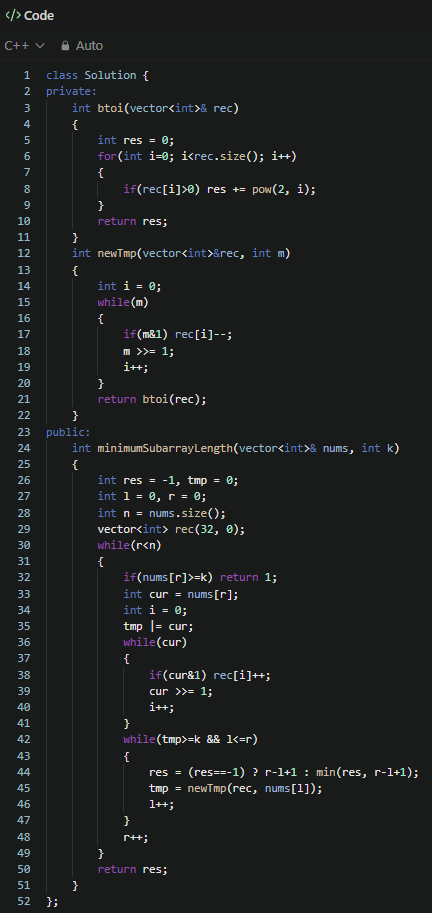 </> Code
C++ Auto
1 class Solution {
2 private:
3     int btoi(vector<int>& rec)
4     {
5         int res = 0;
6         for(int i=0; i<rec.size(); i++)
7         {
8             if(rec[i]>0) res += pow(2, i);
9         }
10         return res;
11     }
12     int newTmp(vector<int>&rec, int m)
13     {
14         int i = 0;
15         while(m)
16         {
17             if(m&1) rec[i]--;
18             m >>= 1;
19             i++;
20         }
21         return btoi(rec);
22     }
23 public:
24     int minimumSubarrayLength(vector<int>& nums, int k)
25     {
26         int res = -1, tmp = 0;
27         int l = 0, r = 0;
28         int n = nums.size();
29         vector<int> rec(32, 0);
30         while(r<n)
31         {
32             if(nums[r]>=k) return 1;
33             int cur = nums[r];
34             int i = 0;
35             tmp |= cur;
36             while(cur)
37             {
38                 if(cur&1) rec[i]++;
39                 cur >>= 1;
40                 i++;
41             }
42             while(tmp>=k && l<=r)
43             {
44                 res = (res==-1) ? r-l+1 : min(res, r-l+1);
45                 tmp = newTmp(rec, nums[l]);
46                 l++;
47             }
48             r++;
49         }
50         return res;
51     }
52 };